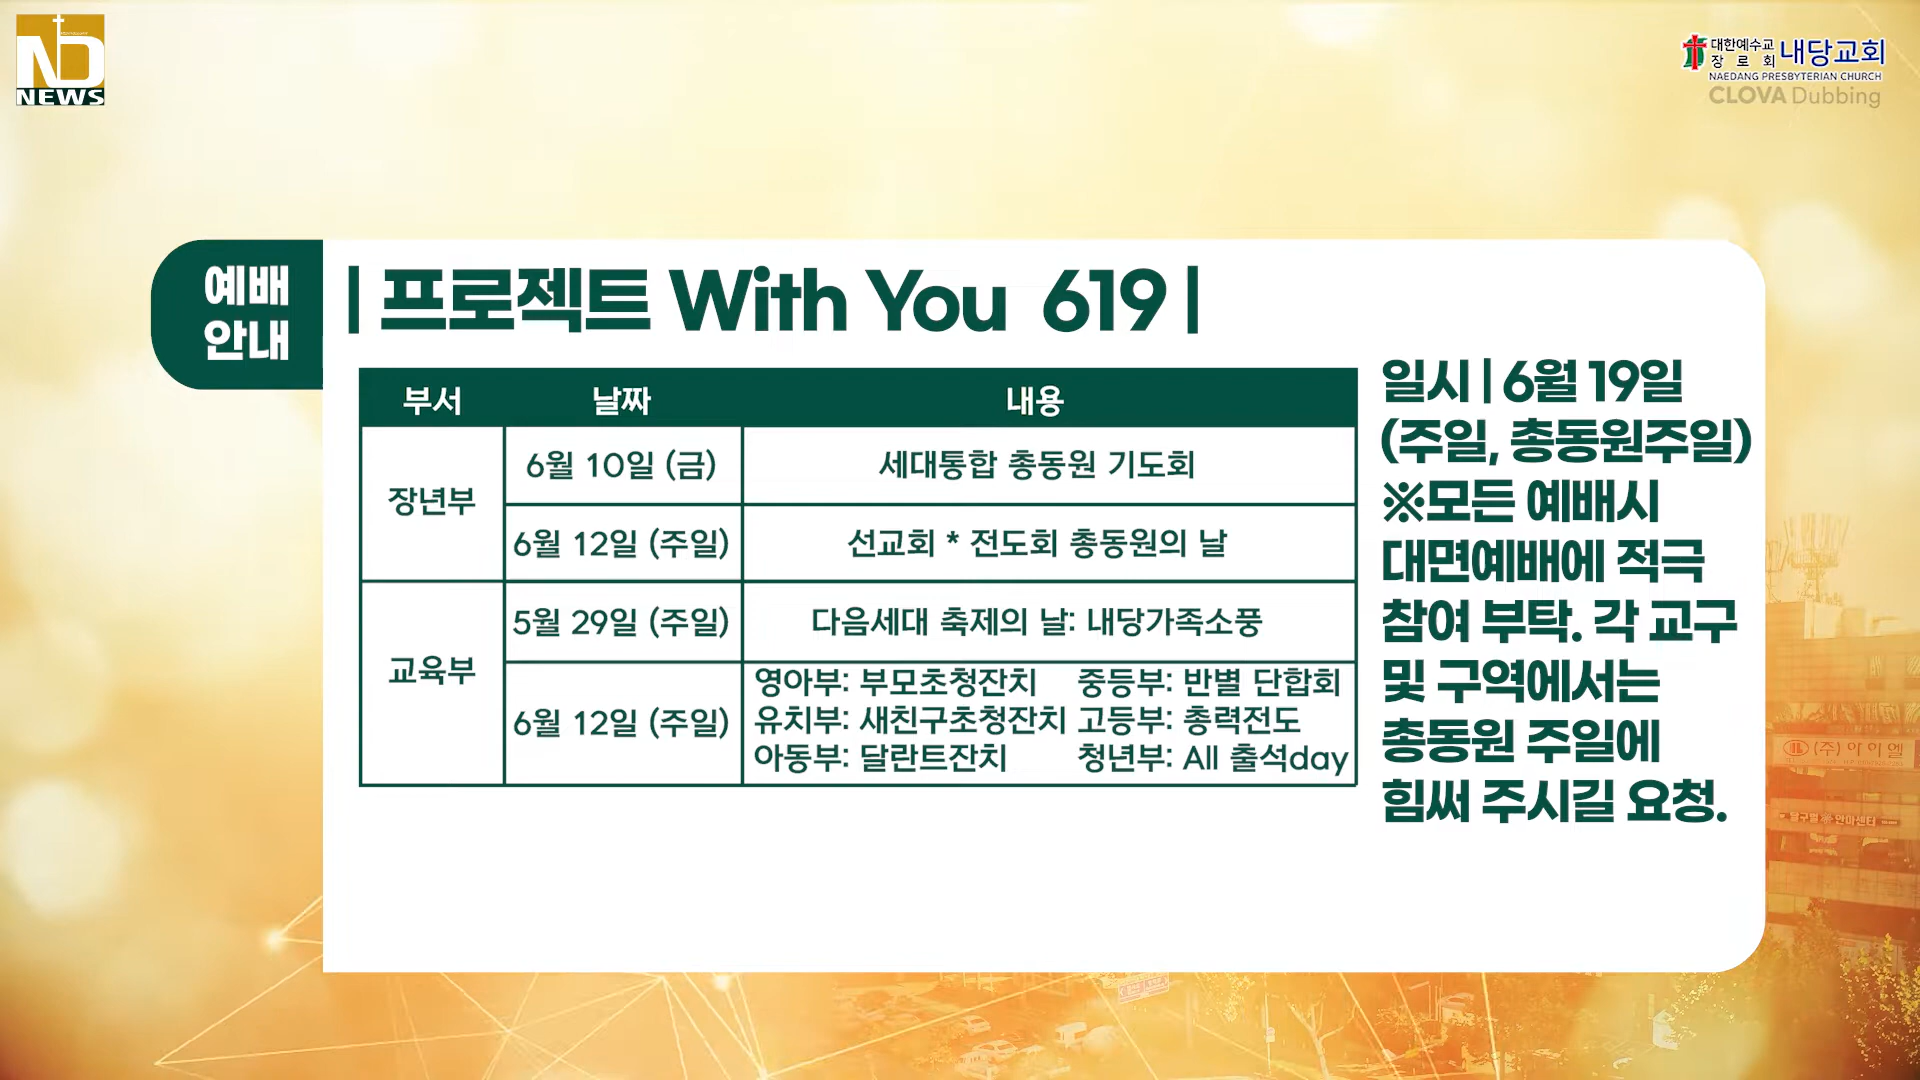 ND
NEWS
대한예수교
장로회
내당교회
NAEDANG PRESBYTERIAN CHURCH
CLOVA Dubbing
예배
안내
| 프로젝트 With You 619 |
부서 날짜 내용
장년부
6월 10일 (금) 세대통합 총동원 기도회
6월 12일 (주일) 선교회 * 전도회 총동원의 날
교육부
5월 29일 (주일) 다음세대 축제의 날: 내당가족소풍
6월 12일 (주일)
영아부: 부모초청잔치 중등부: 반별 단합회
유치부: 새친구초청잔치 고등부: 총력전도
아동부: 달란트잔치 청년부: All 출석day
일시 | 6월 19일
(주일, 총동원주일)
※모든 예배시
대면예배에 적극
참여 부탁. 각 교구
및 구역에서는
총동원 주일에
힘써 주시길 요청.
(주) 아이엘